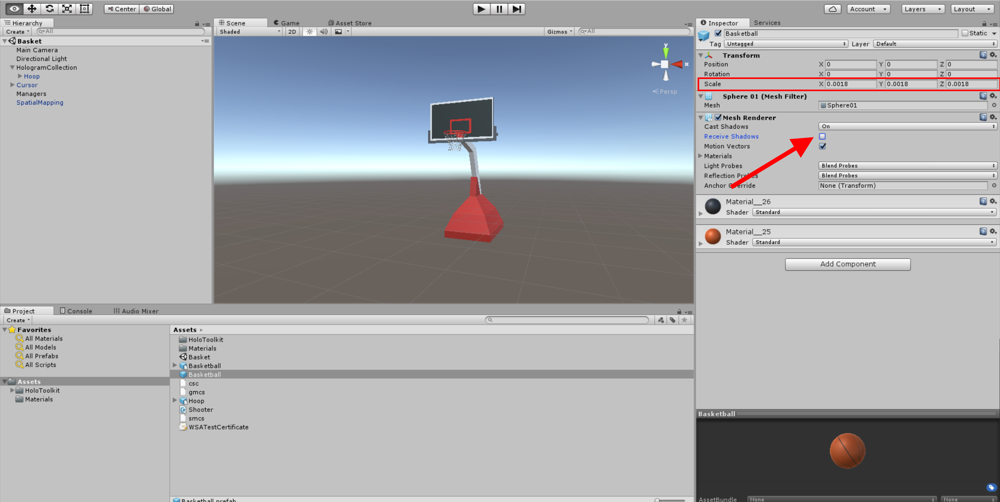 Center Global
Account Layers Layout
Hierarchy
Create All
Basket
Main Camera
Directional Light
HologramCollection
Hoop
Cursor
Managers
SpatialMapping
Scene Game Asset Store
Shaded 2D Gizmos All
y
x
Persp
Inspector Services
Basketball Static
Tag Untagged Layer Default
Transform
Position X 0 Y 0 Z 0
Rotation X 0 Y 0 Z 0
Scale X 0.0018 Y 0.0018 Z 0.0018
Sphere 01 (Mesh Filter)
Mesh Sphere01
Mesh Renderer
Cast Shadows On
Receive Shadows
Motion Vectors
Materials
Light Probes Blend Probes
Reflection Probes Blend Probes
Anchor Override None (Transform)
Material__26
Shader Standard
Material__25
Shader Standard
Add Component
Project Console Audio Mixer
Create
Favorites
All Materials
All Models
All Prefabs
All Scripts
Assets
HoloToolkit
Materials
Assets
HoloToolkit
Materials
Basket
Basketball
Basketball
csc
gmcs
Hoop
Shooter
smcs
WSATestCertificate
Basketball.prefab
Basketball
AssetBundle None None